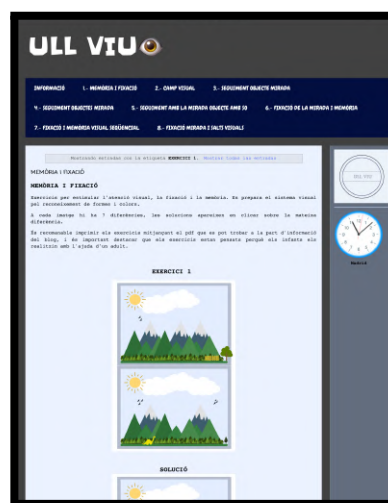 ULL VIU
INFORMACIÓ 1.- MEMÒRIA I FIXACIÓ 2.- CAMP VISUAL 3.- SEGUIMENT OBJECTE MIRADA
4.- SEGUIMENT OBJECTES MIRADA 5.- SEGUIMENT AMB LA MIRADA OBJECTE AMB SO 6.- FIXACIÓ DE LA MIRADA I MEMÒRIA
7.- FIXACIÓ I MEMÒRIA VISUAL SEQÜENCIAL 8.- FIXACIÓ MIRADA I SALTS VISUALS
Mostrando entradas con la etiqueta EXERCICI 1. Mostrar todas las entradas
MEMÒRIA I FIXACIÓ
MEMÒRIA I FIXACIÓ
Exercicis per estimular l'atenció visual, la fixació i la memòria. Es prepara el sistema visual
pel reconeixement de formes i colors.
A cada imatge hi ha 7 diferències, les solucions apareixen en clicar sobre la mateixa
diferència.
És recomanable imprimir els exercicis mitjançant el pdf que es pot trobar a la part d'informació
del blog, i és important destacar que els exercicis estan pensats perquè els infants els
realitzin amb l'ajuda d'un adult.
EXERCICI 1
SOLUCIÓ
ULL VIU